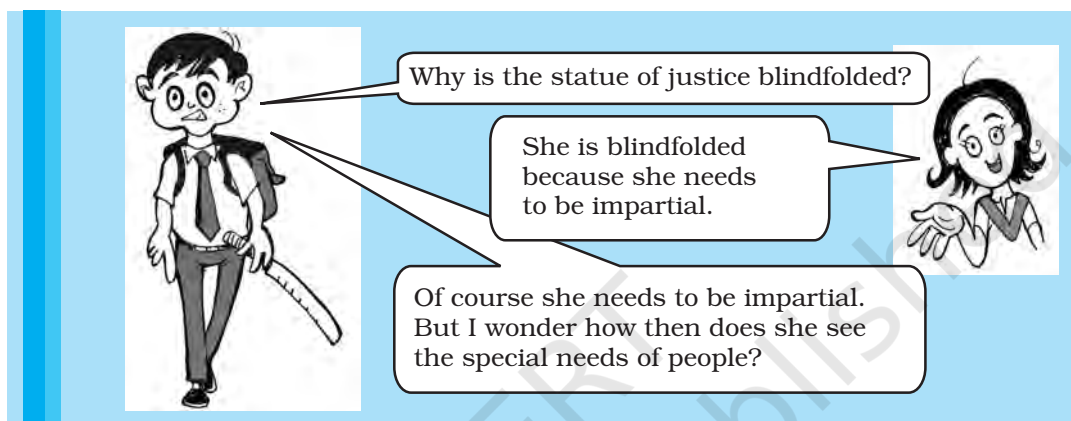 Why is the statue of justice blindfolded?
She is blindfolded
because she needs
to be impartial.
Of course she needs to be impartial.
But I wonder how then does she see
the special needs of people?